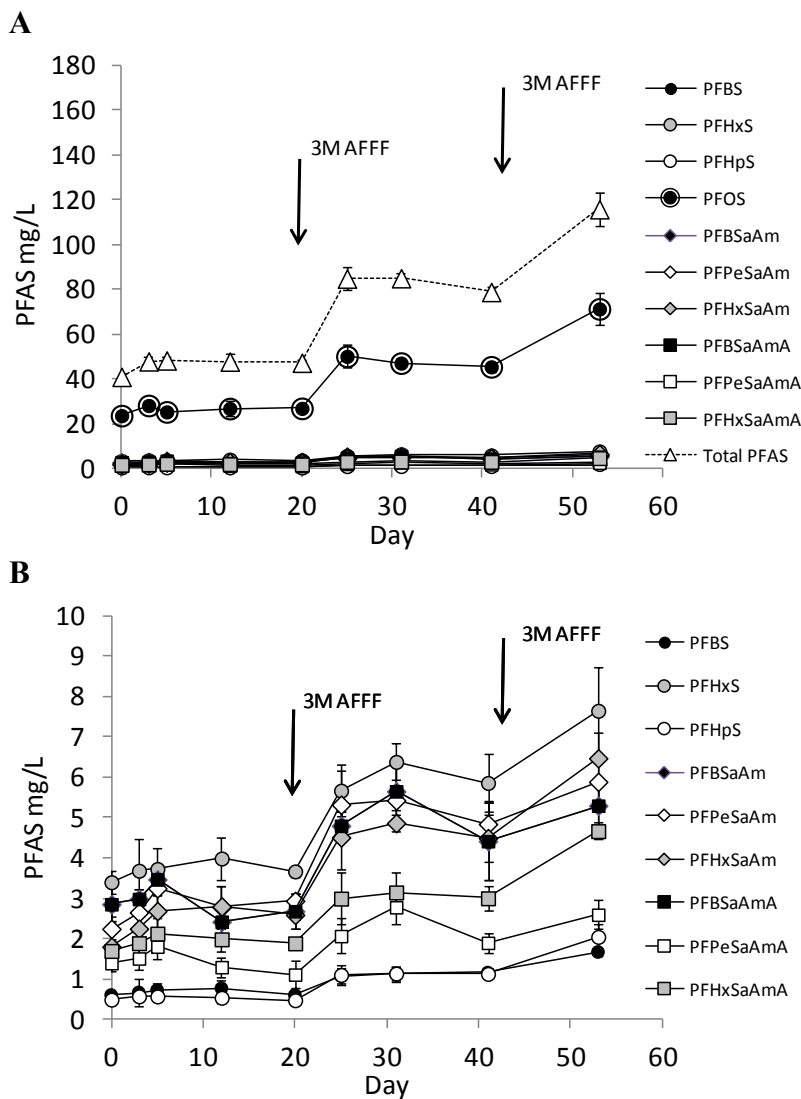 A
180
160
140
120
100
80
60
40
20
0
PFAS mg/L
0 10 20 30 40 50 60
Day
3M AFFF
3M AFFF
PFBS
PFHxS
PFHpS
PFOS
PFBSaAm
PFPeSaAm
PFHxSaAm
PFBSaAmA
PFPeSaAmA
PFHxSaAmA
Total PFAS
B
10
9
8
7
6
5
4
3
2
1
0
PFAS mg/L
0 10 20 30 40 50 60
Day
3M AFFF
3M AFFF
PFBS
PFHxS
PFHpS
PFBSaAm
PFPeSaAm
PFHxSaAm
PFBSaAmA
PFPeSaAmA
PFHxSaAmA